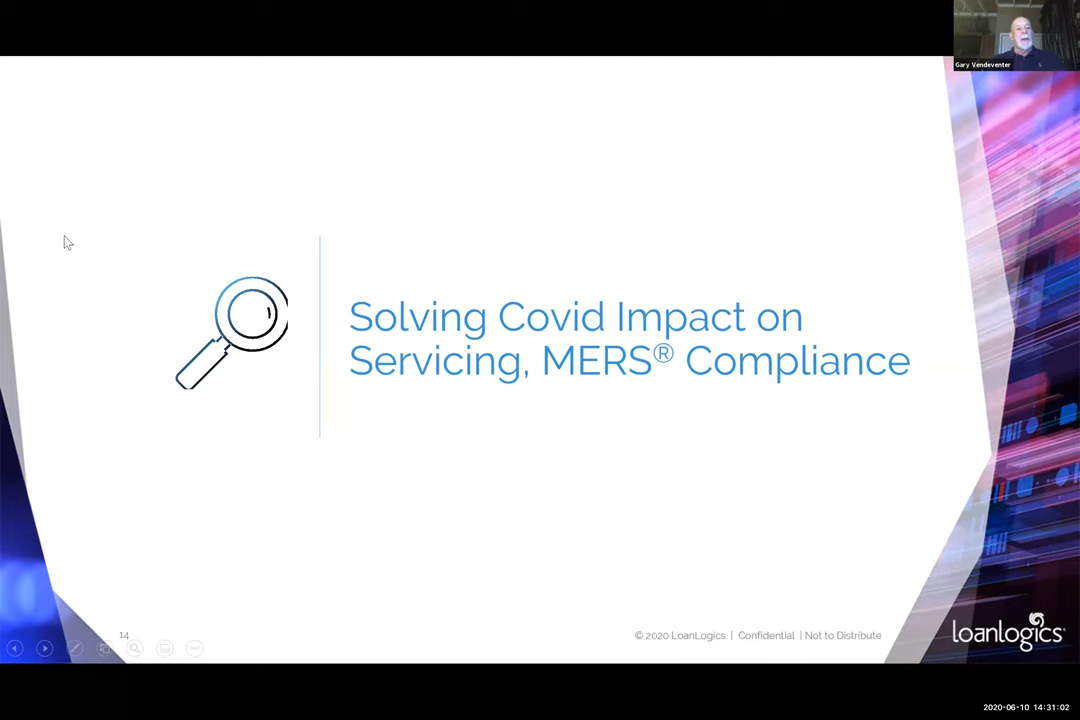 Gary Vendeventer
Solving Covid Impact on
Servicing, MERS® Compliance
14
© 2020 LoanLogics | Confidential | Not to Distribute
loanlogics
2020-06-10 14:31:02